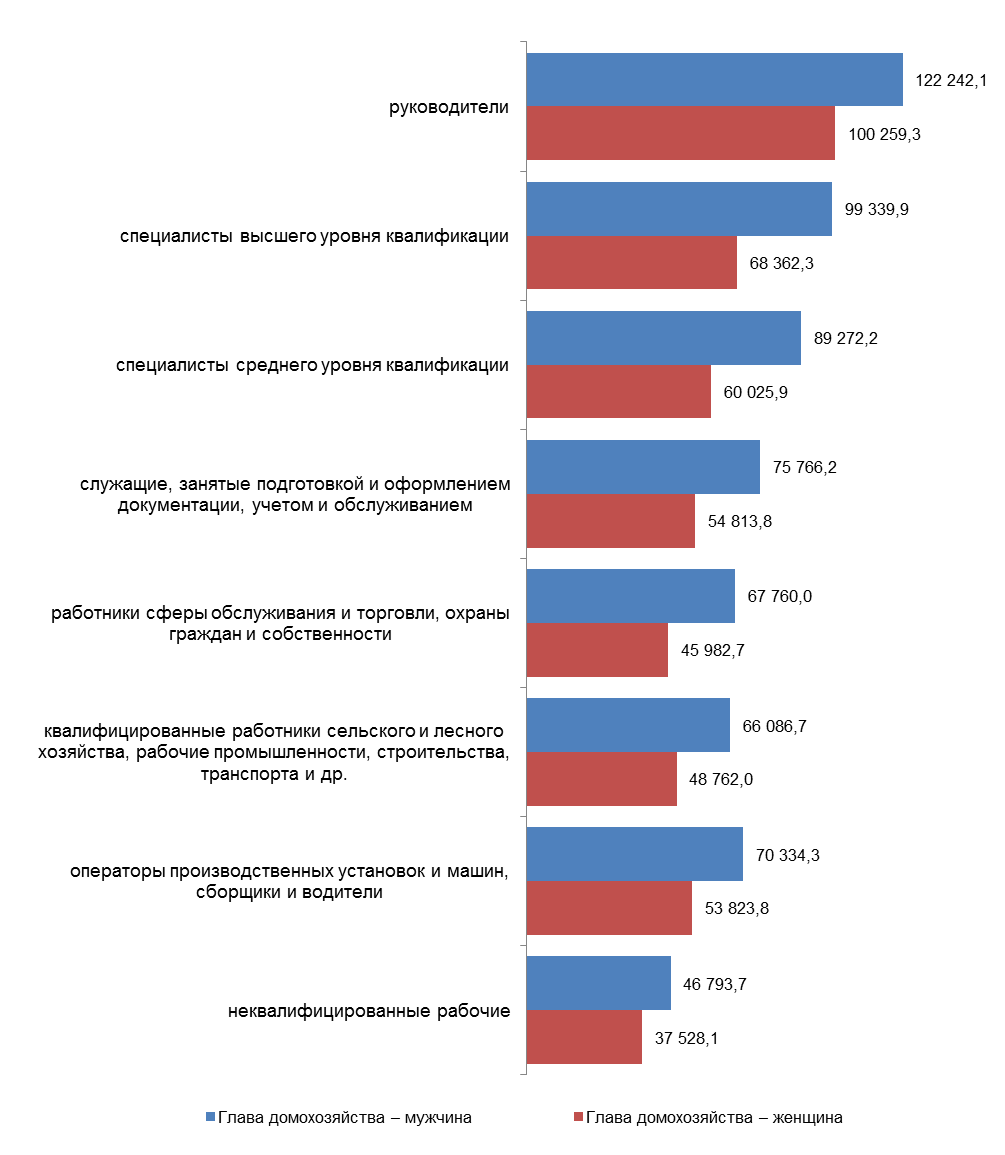 руководители
122 242,1
100 259,3
специалисты высшего уровня квалификации
99 339,9
68 362,3
специалисты среднего уровня квалификации
89 272,2
60 025,9
служащие, занятые подготовкой и оформлением
документации, учетом и обслуживанием
75 766,2
54 813,8
работники сферы обслуживания и торговли, охраны
граждан и собственности
67 760,0
45 982,7
квалифицированные работники сельского и лесного
хозяйства, рабочие промышленности, строительства,
транспорта и др.
66 086,7
48 762,0
операторы производственных установок и машин,
сборщики и водители
70 334,3
53 823,8
неквалифицированные рабочие
46 793,7
37 528,1
Глава домохозяйства – мужчина
Глава домохозяйства – женщина